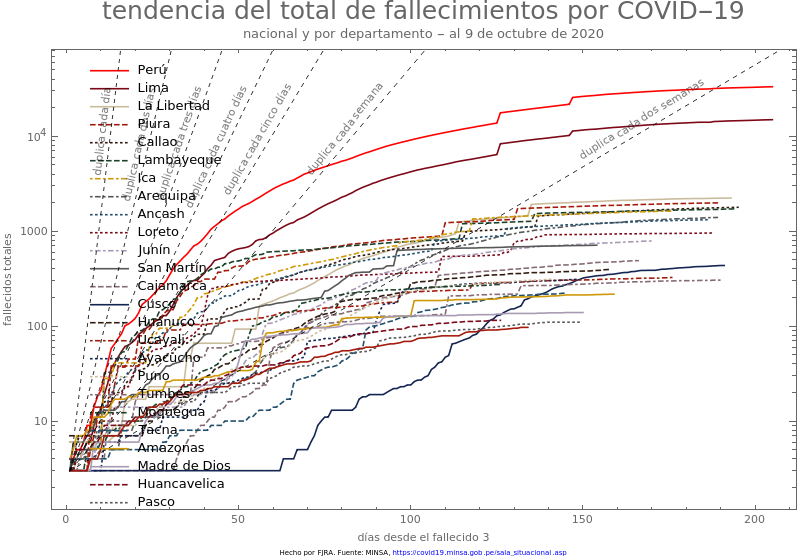 tendencia del total de fallecimientos por COVID–19
nacional y por departamento – al 9 de octubre de 2020
Perú
Lima
La Libertad
Piura
Callao
Lambayeque
Ica
Arequipa
Ancash
Loreto
Junín
San Martín
Cajamarca
Cusco
Huanuco
Ucayali
Ayacucho
Puno
Tumbes
Moquegua
Tacna
Amazonas
Madre de Dios
Huancavelica
Pasco
duplica cada día
duplica cada dos días
duplica cada tres días
duplica cada cuatro días
duplica cada cinco días
duplica cada semana
duplica cada dos semanas
fallecidos totales
10⁴
1000
100
10
0
50
100
150
200
días desde el fallecido 3
Hecho por FJRA. Fuente: MINSA, https://covid19.minsa.gob.pe/sala_situacional.asp